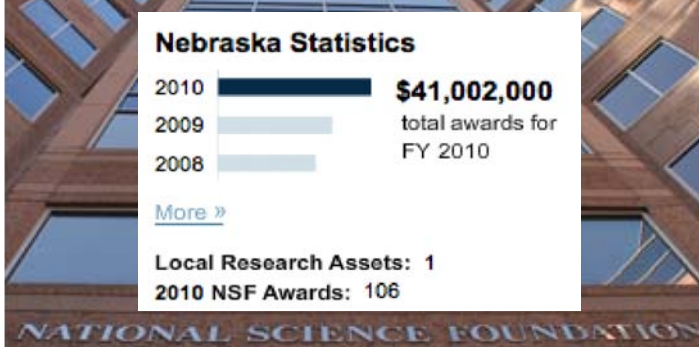 Nebraska Statistics
2010
$41,002,000
2009
total awards for
2008
FY 2010
More »
Local Research Assets: 1
2010 NSF Awards: 106
NATIONAL SCIENCE FOUNDATION